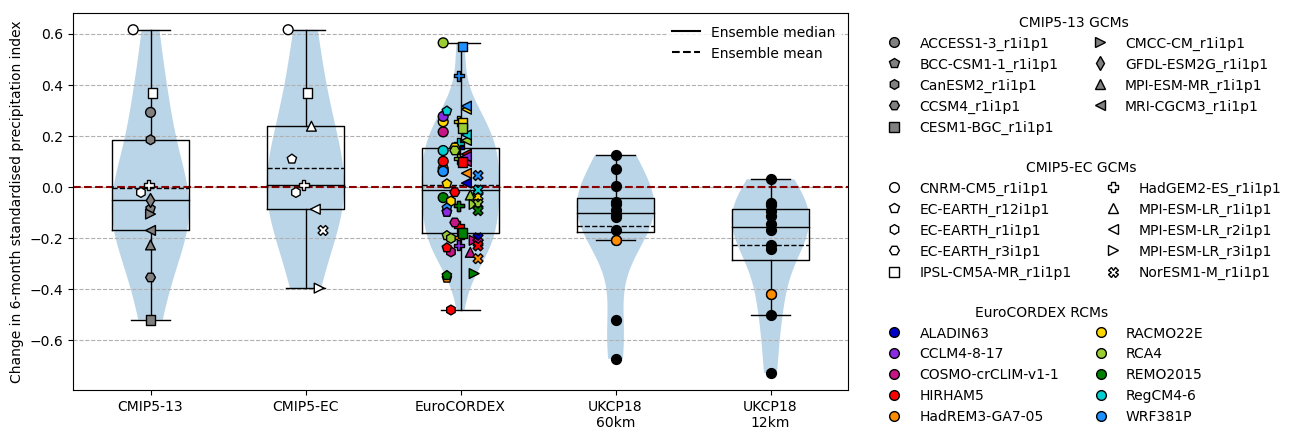 Change in 6-month standardised precipitation index
0.6
0.4
0.2
0.0
−0.2
−0.4
−0.6
Ensemble median
Ensemble mean
CMIP5-13
CMIP5-EC
EuroCORDEX
UKCP18
60km
UKCP18
12km
CMIP5-13 GCMs
ACCESS1-3_r1i1p1
BCC-CSM1-1_r1i1p1
CanESM2_r1i1p1
CCSM4_r1i1p1
CESM1-BGC_r1i1p1
CMCC-CM_r1i1p1
GFDL-ESM2G_r1i1p1
MPI-ESM-MR_r1i1p1
MRI-CGCM3_r1i1p1
CMIP5-EC GCMs
CNRM-CM5_r1i1p1
EC-EARTH_r12i1p1
EC-EARTH_r1i1p1
EC-EARTH_r3i1p1
IPSL-CM5A-MR_r1i1p1
HadGEM2-ES_r1i1p1
MPI-ESM-LR_r1i1p1
MPI-ESM-LR_r2i1p1
MPI-ESM-LR_r3i1p1
NorESM1-M_r1i1p1
EuroCORDEX RCMs
ALADIN63
CCLM4-8-17
COSMO-crCLIM-v1-1
HIRHAM5
HadREM3-GA7-05
RACMO22E
RCA4
REMO2015
RegCM4-6
WRF381P